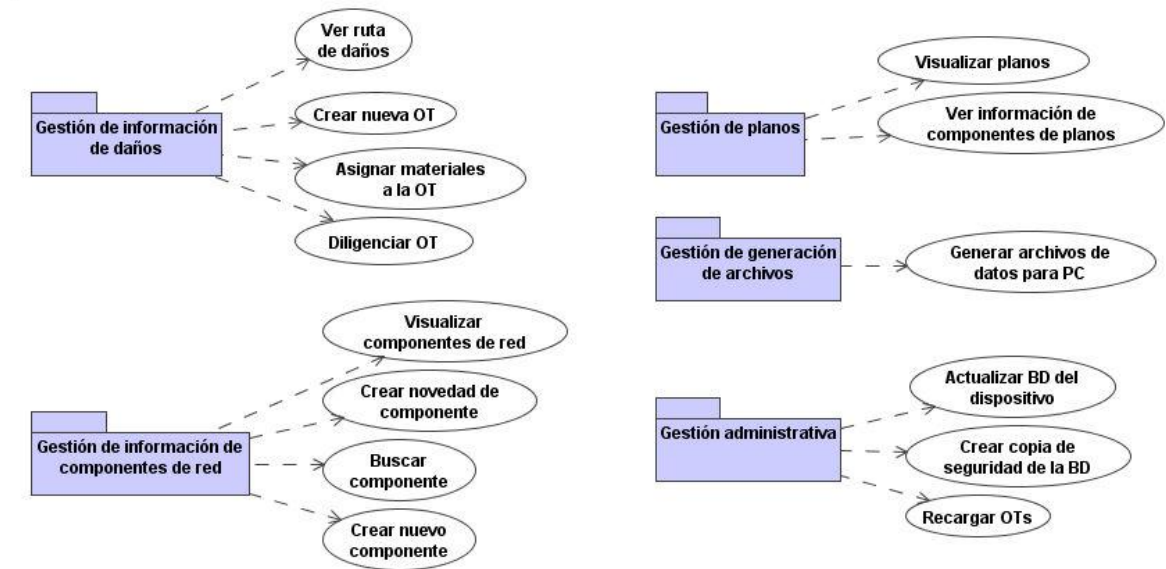 Ver ruta
de daños
Gestión de información
de daños
Crear nueva OT
Asignar materiales
a la OT
Diligenciar OT
Visualizar
componentes de red
Crear novedad de
componente
Gestión de información de
componentes de red
Buscar
componente
Crear nuevo
componente
Visualizar planos
Gestión de planos
Ver información de
componentes de planos
Gestión de generación
de archivos
Generar archivos de
datos para PC
Actualizar BD del
dispositivo
Gestión administrativa
Crear copia de
seguridad de la BD
Recargar OTs